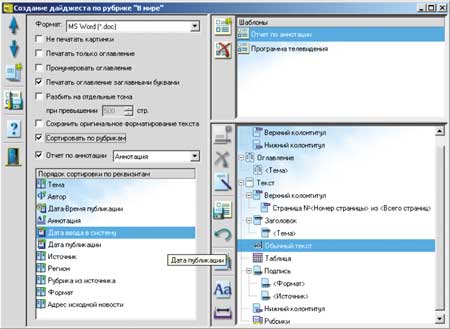 Создание дайджеста по рубрике "В мире"
Формат: MS Word (*.doc)
Не печатать картинки
Печатать только оглавление
Пронумеровать оглавление
Печатать оглавление заглавными буквами
Разбить на отдельные тома
при превышении 500 стр.
Сохранить оригинальное форматирование текста
Сортировать по рубрикам
Отчет по аннотации Аннотация
Порядок сортировки по реквизитам
Тема
Автор
Дата-Время публикации
Аннотация
Дата ввода в систему
Дата публикации
Источник
Регион
Рубрика из источника
Формат
Адрес исходной новости
Дата публикации
Шаблоны
Отчет по аннотации
Программа телевидения
Верхний колонтитул
Нижний колонтитул
Оглавление
<Тема>
Текст
Верхний колонтитул
Страница №<Номер страницы> из <Всего страниц>
Заголовок
<Тема>
Обычный текст
Таблица
Подпись
<Формат>
<Источник>
Нижний колонтитул
Рубрики